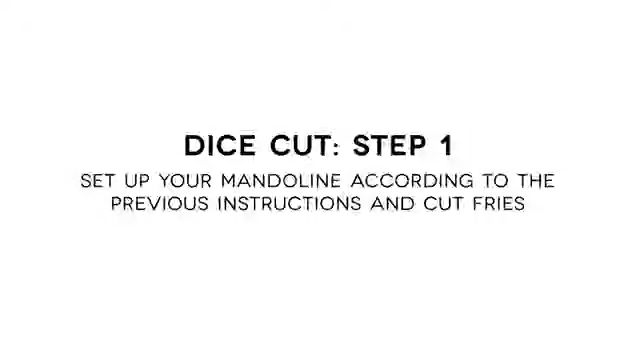 DICE CUT: STEP 1
SET UP YOUR MANDOLINE ACCORDING TO THE
PREVIOUS INSTRUCTIONS AND CUT FRIES